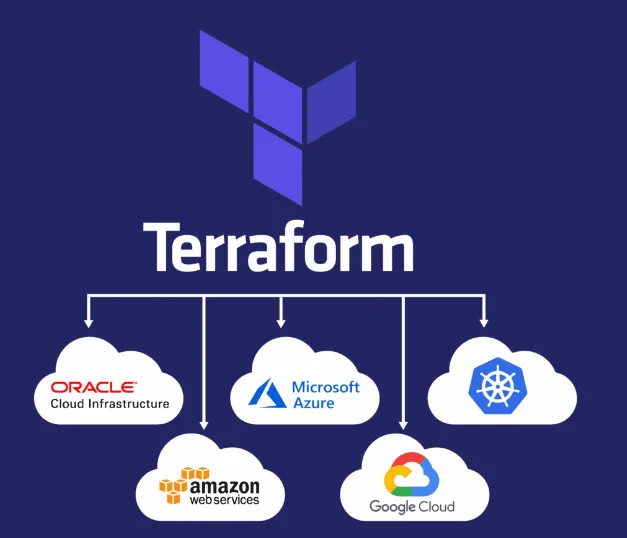 Terraform
ORACLE
Cloud Infrastructure
Microsoft
Azure
amazon
web services
Google Cloud